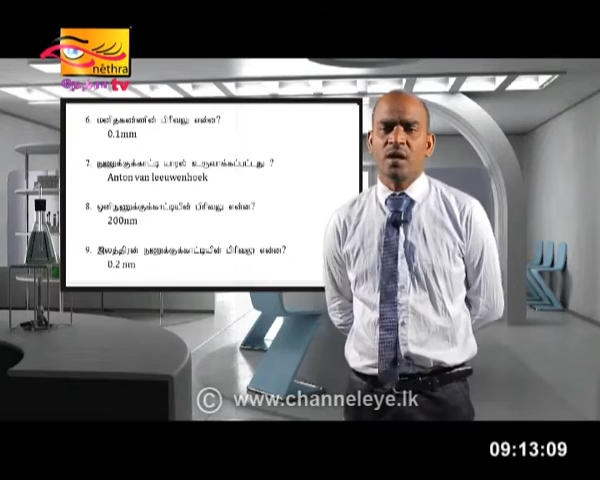 nēthra
நேத்ரா tv
6. மனிதகண்ணின் பிரிவலு என்ன?
0.1mm
7. நுணுக்குக்காட்டி யாரால் உருவாக்கப்பட்டது ?
Anton van leeuwenhoek
8. ஒளிநுணுக்குக்காட்டியின் பிரிவலு என்ன?
200nm
9. இலத்திரன் நுணுக்குக்காட்டியின் பிரிவலு என்ன?
0.2 nm
© www.channeleye.lk
09:13:09